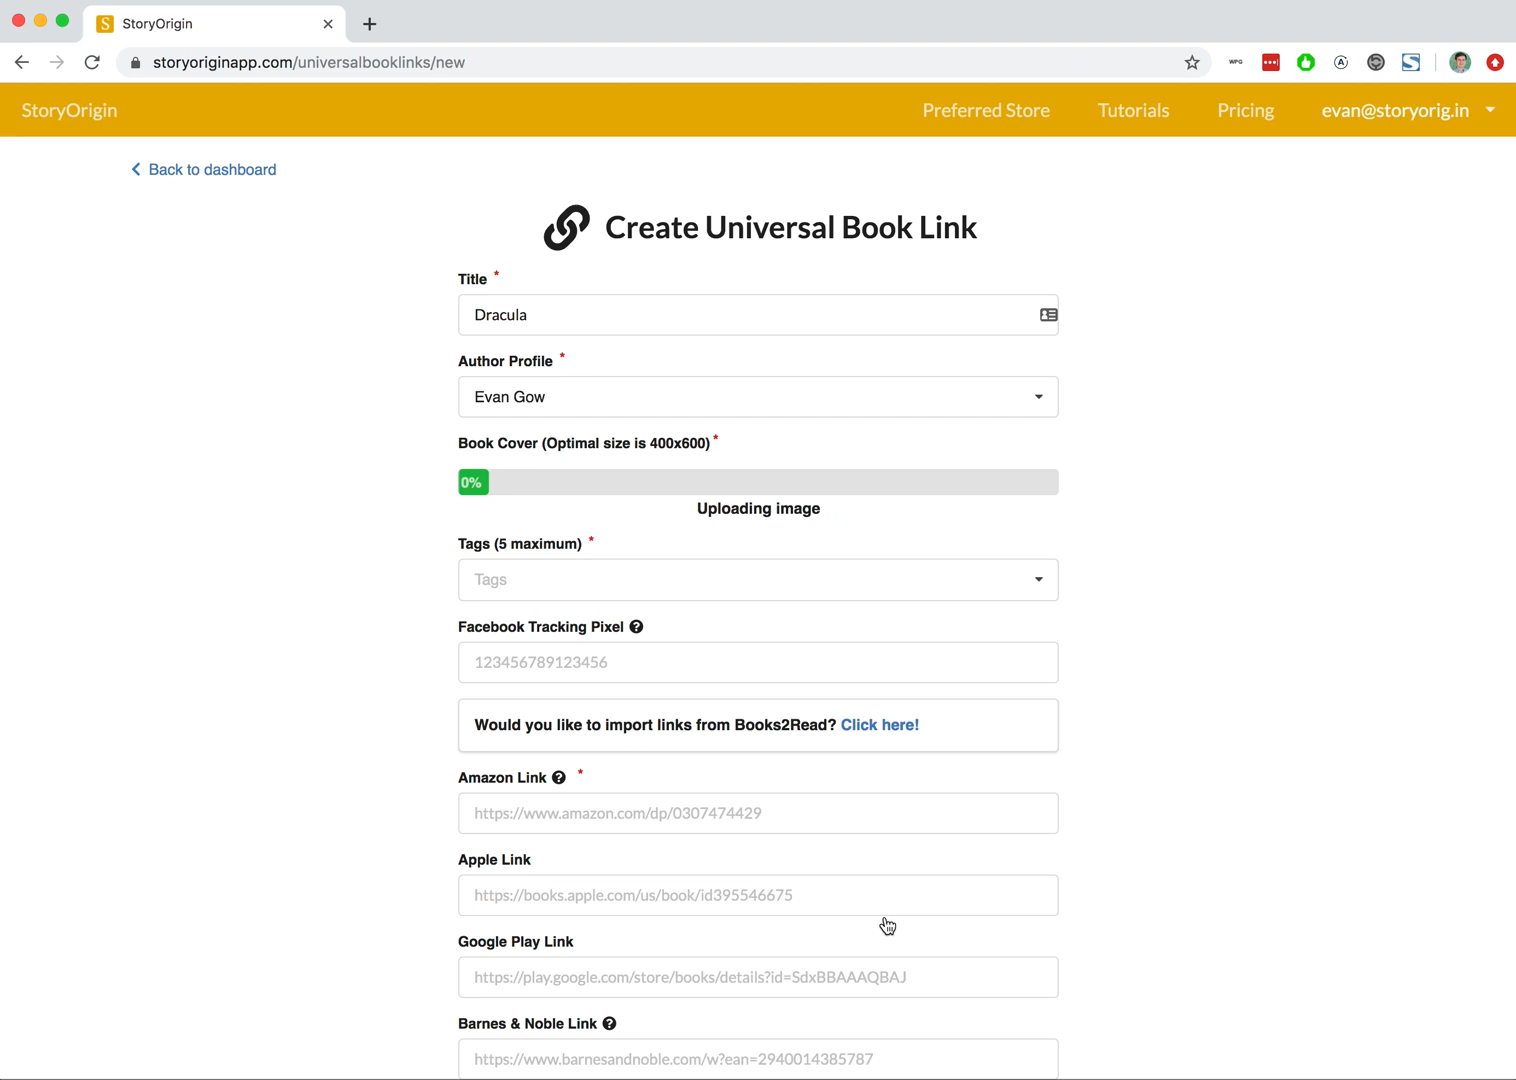 StoryOrigin
storyoriginapp.com/universalbooklinks/new
WPG
StoryOrigin
Preferred Store
Tutorials
Pricing
evan@storyorig.in
Back to dashboard
Create Universal Book Link
Title *
Dracula
Author Profile *
Evan Gow
Book Cover (Optimal size is 400x600) *
0%
Uploading image
Tags (5 maximum) *
Tags
Facebook Tracking Pixel
123456789123456
Would you like to import links from Books2Read? Click here!
Amazon Link *
https://www.amazon.com/dp/0307474429
Apple Link
https://books.apple.com/us/book/id395546675
Google Play Link
https://play.google.com/store/books/details?id=SdxBBAAAQBAJ
Barnes & Noble Link
https://www.barnesandnoble.com/w?ean=2940014385787